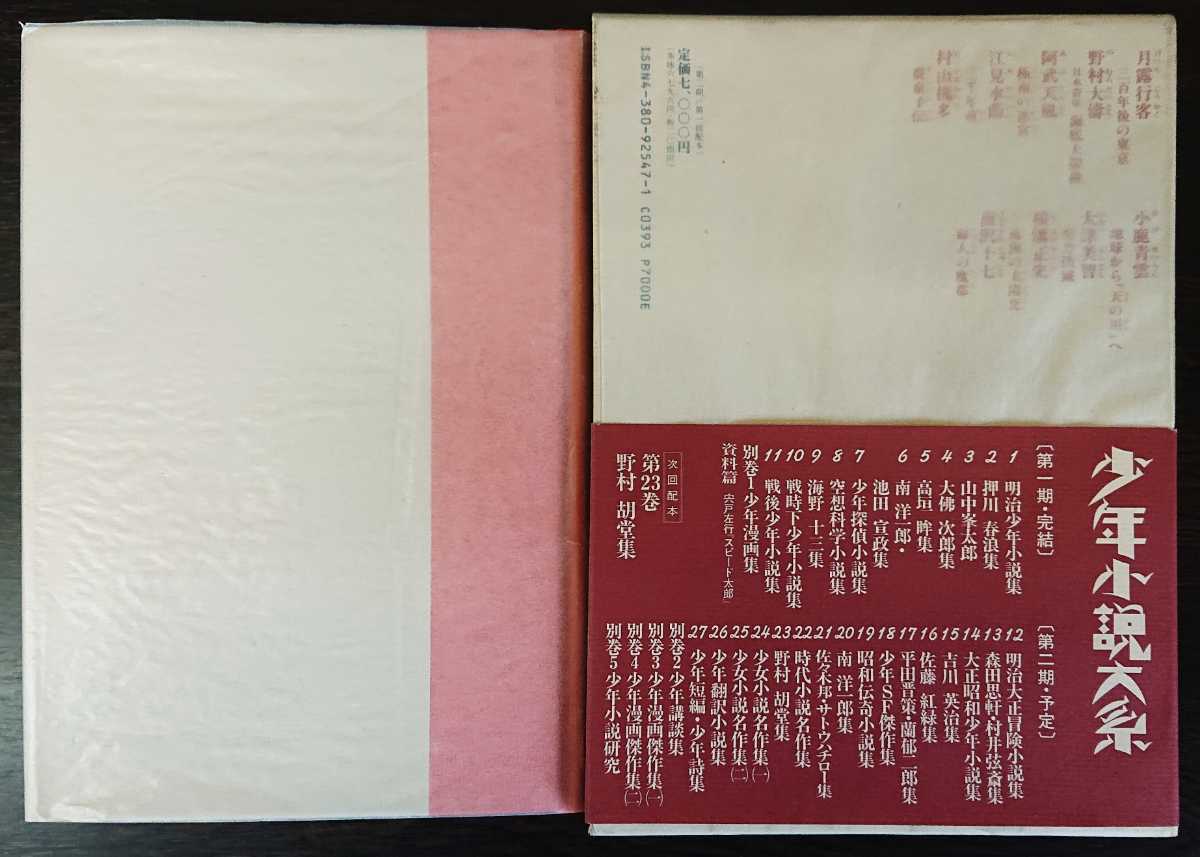 月露行客
三百年後の東京
野村大濤
阿武天風
江見水蔭
村山槐多
小鹿青雲
地球から「天の川」へ
〔第二期/第一回配本〕
定価七、〇〇〇円
ISBN4-380-92547-1 C0393 P7000E
少年小説大系
〔第一期・完結〕
1 明治少年小説集
2 押川春浪集
3 山中峯太郎
4 大佛次郎集
5 高垣眸集
6 南洋一郎・
池田宣政集
7 少年探偵小説集
8 空想科学小説集
9 海野十三集
10 戦時下少年小説集
11 戦後少年小説集
別巻1少年漫画集
資料篇 宍戸左行『スピード太郎』
次回配本
第23巻
野村 胡堂集
〔第二期・予定〕
12 明治大正冒険小説集
13 森田思軒・村井弦斎集
14 大正昭和少年小説集
15 吉川英治集
16 佐藤紅緑集
17 平田晋策・蘭郁二郎集
18 少年SF傑作集
19 昭和伝奇小説集
20 南洋一郎集
21 佐々木邦・サトウハチロー集
22 時代小説名作集
23 野村胡堂集
24 少女小説名作集(一)
25 少女小説名作集(二)
26 少年翻訳小説集
27 少年短編・少年詩集
別巻2少年講談集
別巻3少年漫画傑作集(一)
別巻4少年漫画傑作集(二)
別巻5少年小説研究